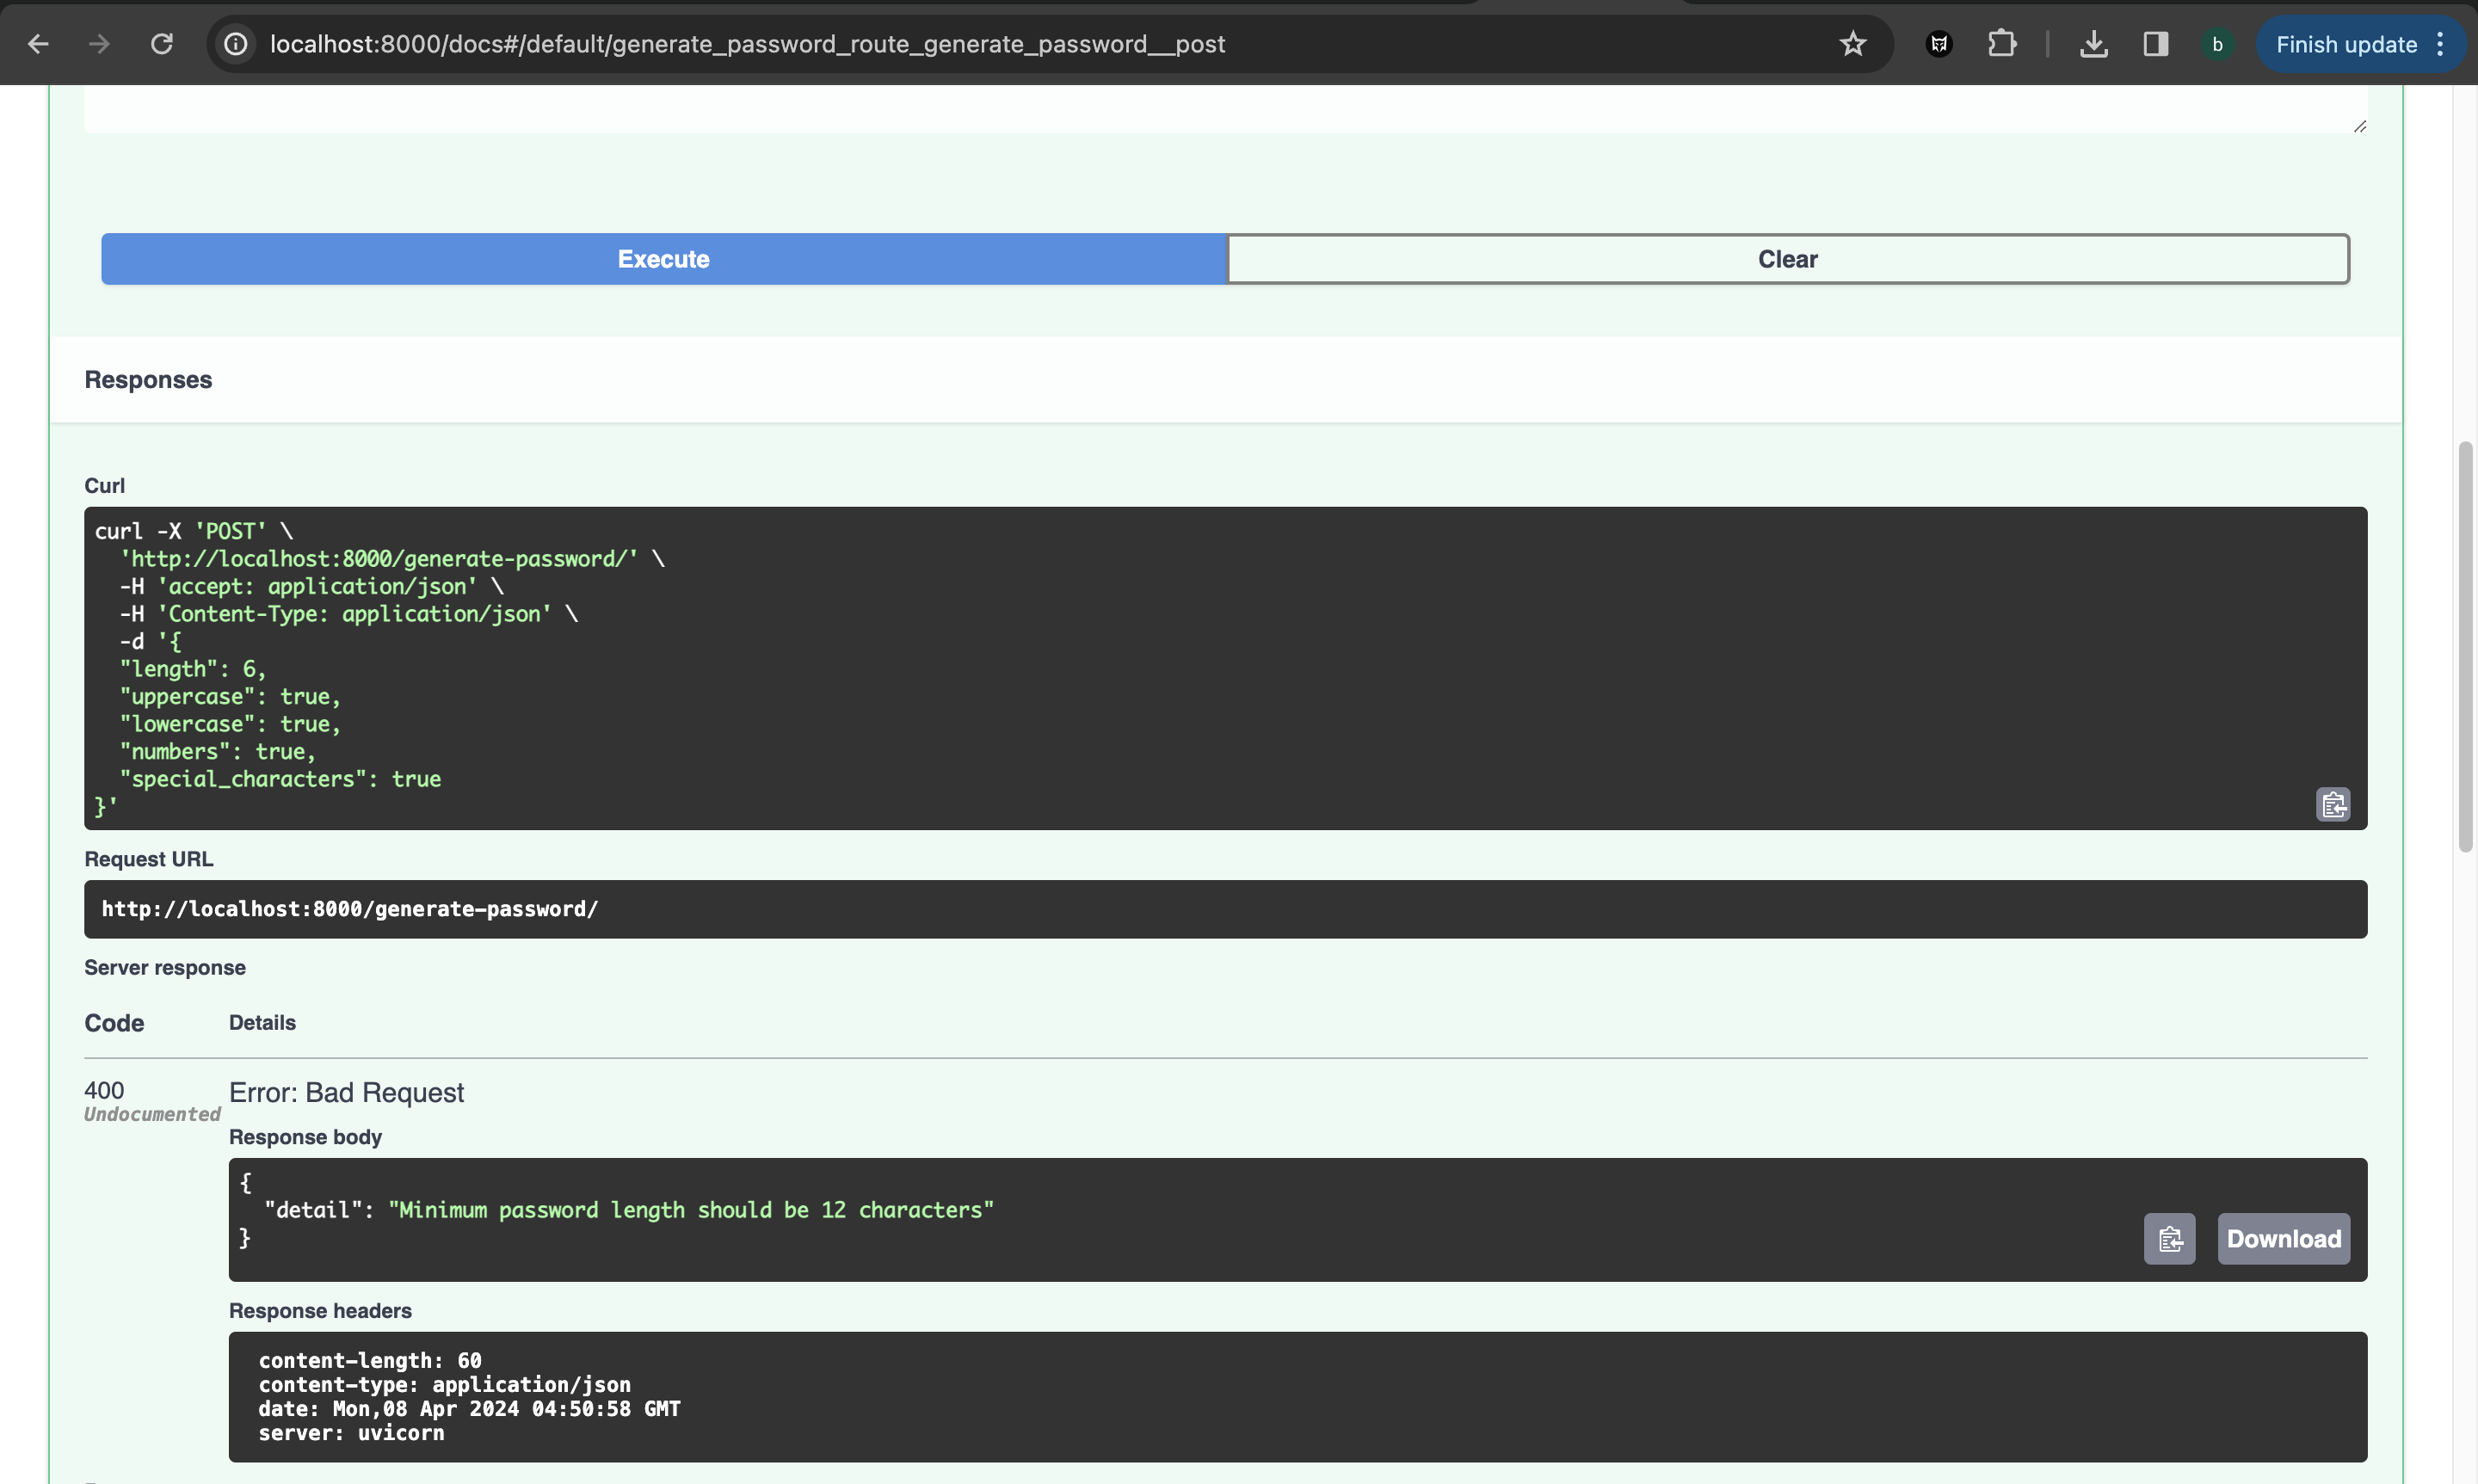 localhost:8000/docs#/default/generate_password_route_generate_password__post
b
Finish update
Execute
Clear
Responses
Curl
curl -X 'POST' \
'http://localhost:8000/generate-password/' \
-H 'accept: application/json' \
-H 'Content-Type: application/json' \
-d '{
"length": 6,
"uppercase": true,
"lowercase": true,
"numbers": true,
"special_characters": true
}'
Request URL
http://localhost:8000/generate-password/
Server response
Code Details
400 Error: Bad Request
Undocumented
Response body
{
"detail": "Minimum password length should be 12 characters"
}
Download
Response headers
content-length: 60
content-type: application/json
date: Mon,08 Apr 2024 04:50:58 GMT
server: uvicorn